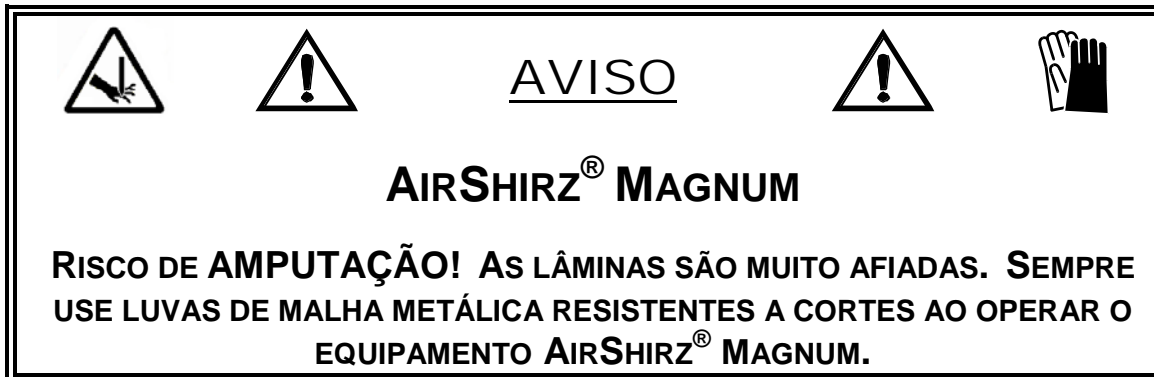 AVISO
AIRSHIRZ® MAGNUM
RISCO DE AMPUTAÇÃO! AS LÂMINAS SÃO MUITO AFIADAS. SEMPRE
USE LUVAS DE MALHA METÁLICA RESISTENTES A CORTES AO OPERAR O
EQUIPAMENTO AIRSHIRZ® MAGNUM.